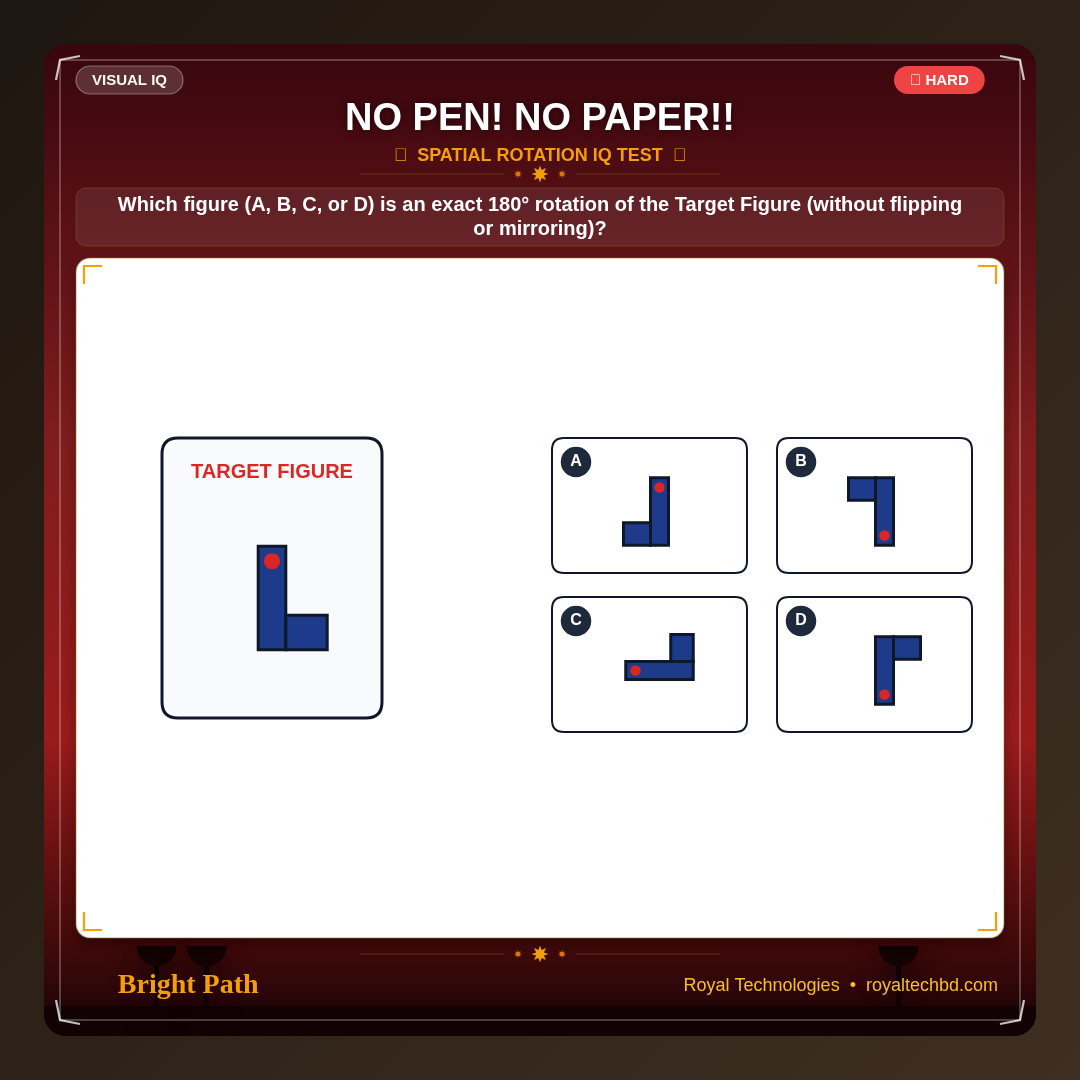 VISUAL IQ
HARD
NO PEN! NO PAPER!!
SPATIAL ROTATION IQ TEST
Which figure (A, B, C, or D) is an exact 180° rotation of the Target Figure (without flipping
or mirroring)?
TARGET FIGURE
A
B
C
D
Bright Path
Royal Technologies • royaltechbd.com